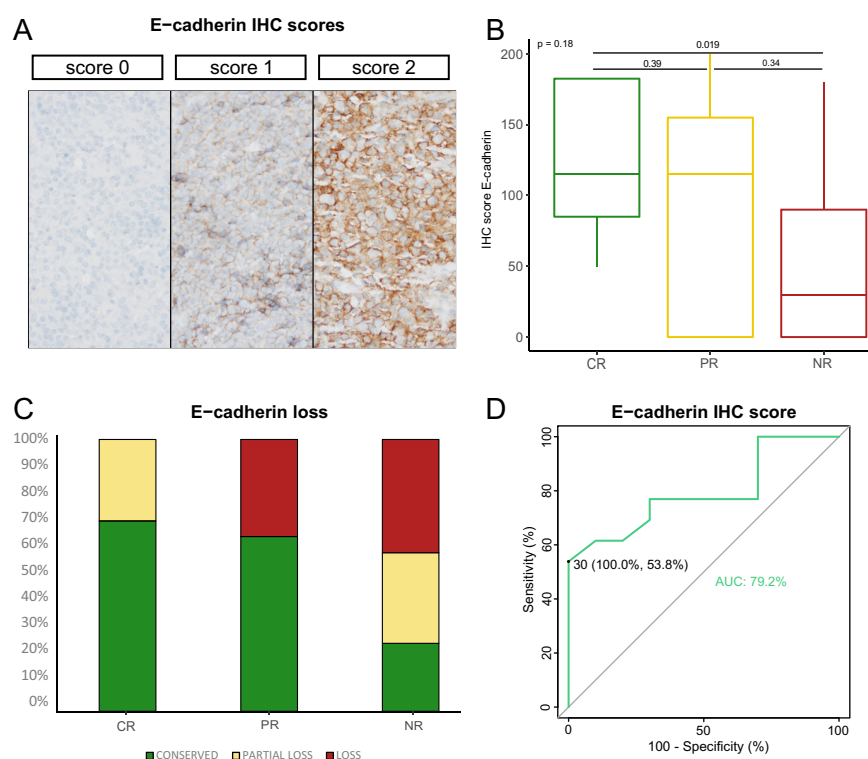 A
E−cadherin IHC scores
score 0
score 1
score 2
B
p = 0.18
0.019
0.39
0.34
IHC score E-cadherin
200
150
100
50
0
CR
PR
NR
C
E−cadherin loss
100%
90%
80%
70%
60%
50%
40%
30%
20%
10%
0%
CR
PR
NR
CONSERVED
PARTIAL LOSS
LOSS
D
E−cadherin IHC score
Sensitivity (%)
100
80
60
40
20
0
30 (100.0%, 53.8%)
AUC: 79.2%
0
50
100
100 - Specificity (%)